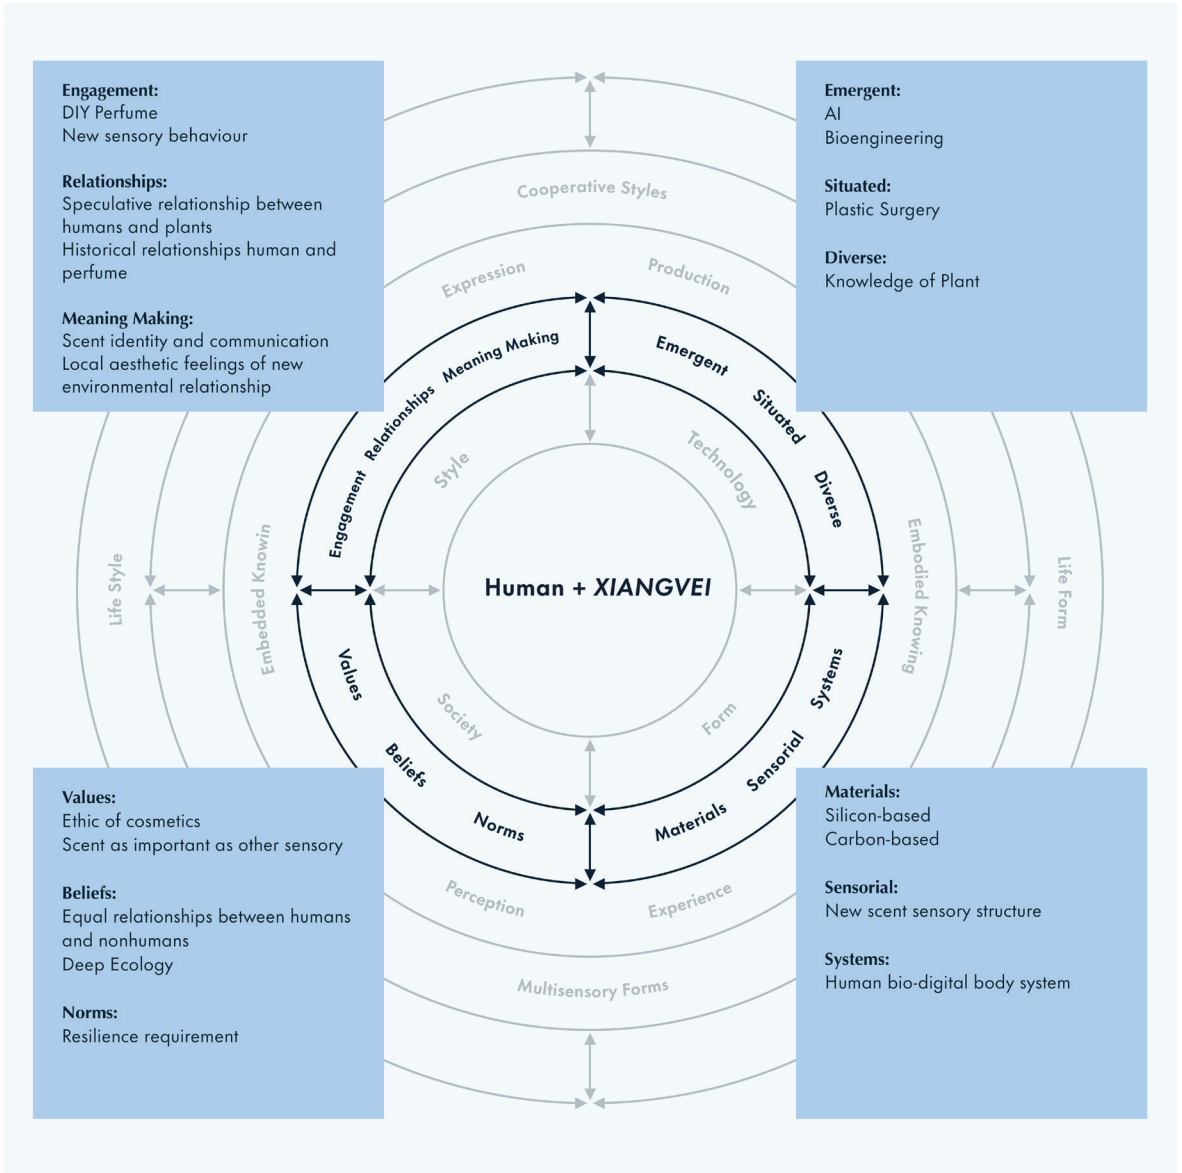 Engagement:
DIY Perfume
New sensory behaviour
Relationships:
Speculative relationship between
humans and plants
Historical relationships human and
perfume
Meaning Making:
Scent identity and communication
Local aesthetic feelings of new
environmental relationship
Emergent:
AI
Bioengineering
Situated:
Plastic Surgery
Diverse:
Knowledge of Plant
Cooperative Styles
Expression
Production
Meaning Making
Relationships
Engagement
Emergent
Situated
Diverse
Style
Technology
Life Style
Embedded Knowin
Human + XIANGVEI
Embodied Knowing
Life Form
Society
Form
Values
Beliefs
Norms
Systems
Sensorial
Materials
Perception
Experience
Multisensory Forms
Values:
Ethic of cosmetics
Scent as important as other sensory
Beliefs:
Equal relationships between humans
and nonhumans
Deep Ecology
Norms:
Resilience requirement
Materials:
Silicon-based
Carbon-based
Sensorial:
New scent sensory structure
Systems:
Human bio-digital body system